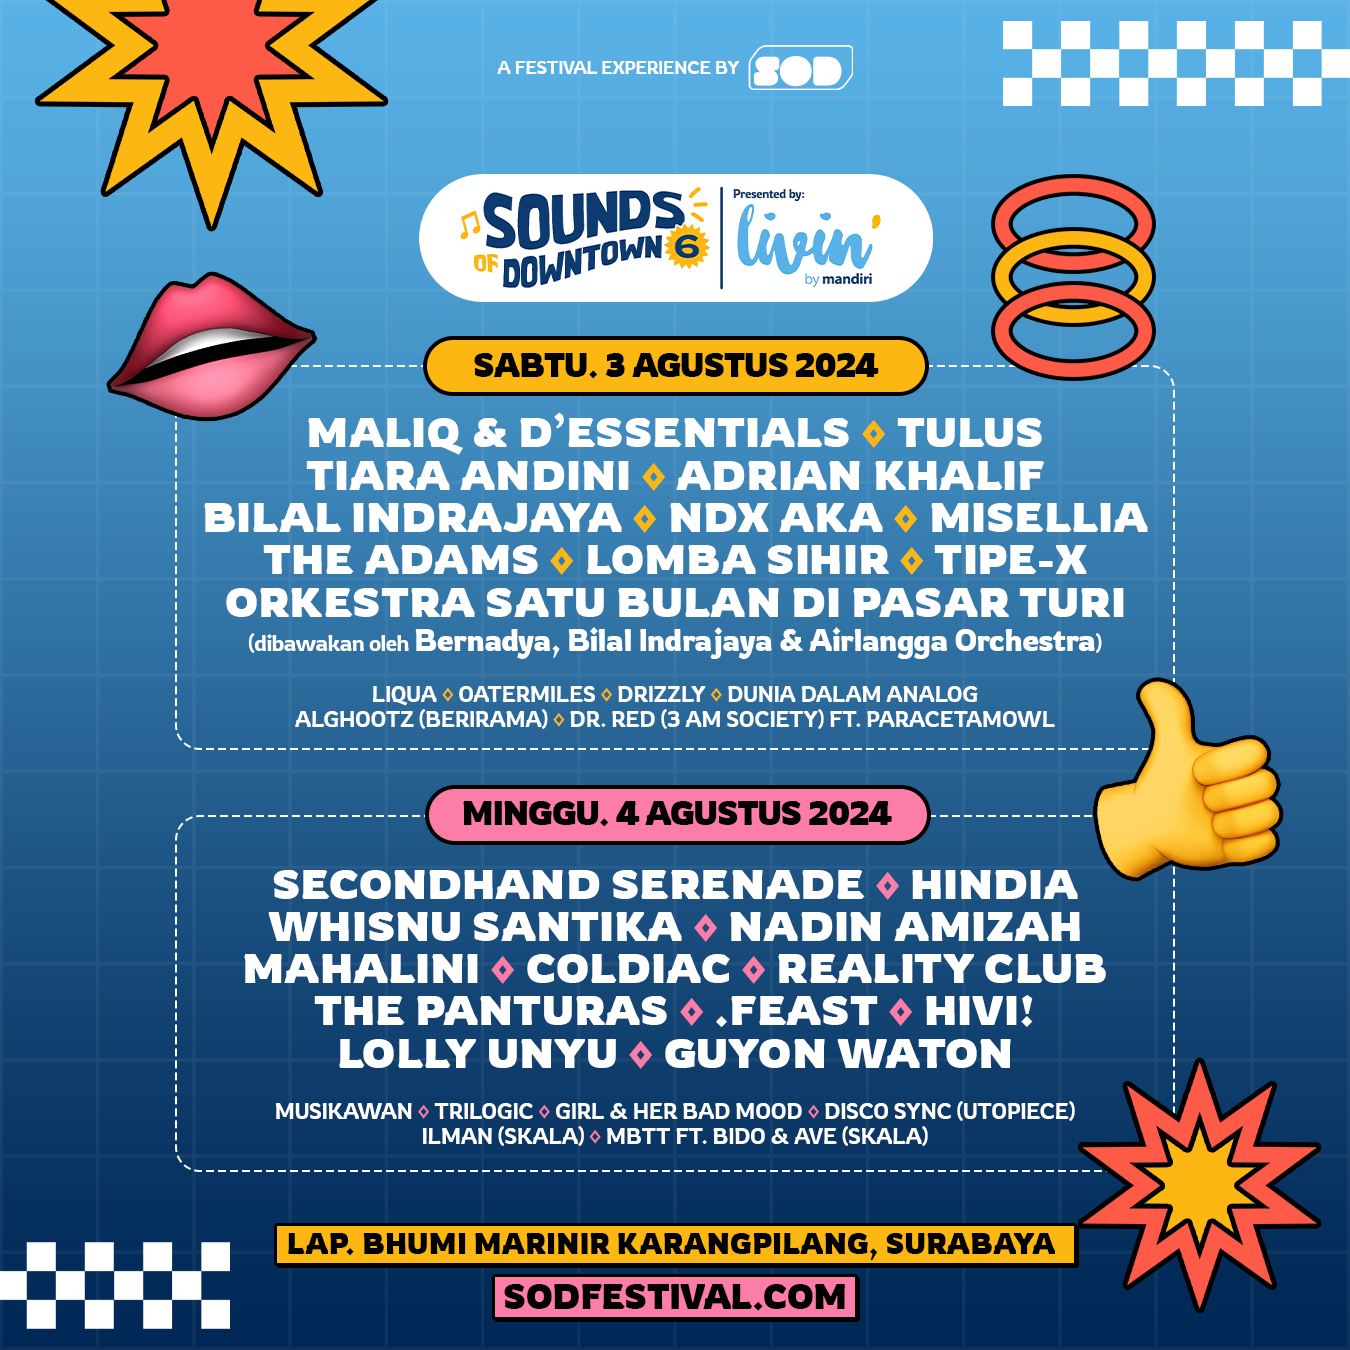 A FESTIVAL EXPERIENCE BY SOD
SOUNDS
OF DOWNTOWN 6
Presented by:
livin'
by mandiri
SABTU. 3 AGUSTUS 2024
MALIQ & D'ESSENTIALS ◊ TULUS
TIARA ANDINI ◊ ADRIAN KHALIF
BILAL INDRAJAYA ◊ NDX AKA ◊ MISELLIA
THE ADAMS ◊ LOMBA SIHIR ◊ TIPE-X
ORKESTRA SATU BULAN DI PASAR TURI
(dibawakan oleh Bernadya, Bilal Indrajaya & Airlangga Orchestra)
LIQUA ◊ OATERMILES ◊ DRIZZLY ◊ DUNIA DALAM ANALOG
ALGHOOTZ (BERIRAMA) ◊ DR. RED (3 AM SOCIETY) FT. PARACETAMOWL
MINGGU. 4 AGUSTUS 2024
SECONDHAND SERENADE ◊ HINDIA
WHISNU SANTIKA ◊ NADIN AMIZAH
MAHALINI ◊ COLDIAC ◊ REALITY CLUB
THE PANTURAS ◊ .FEAST ◊ HIVI!
LOLLY UNYU ◊ GUYON WATON
MUSIKAWAN ◊ TRILOGIC ◊ GIRL & HER BAD MOOD ◊ DISCO SYNC (UTOPIECE)
ILMAN (SKALA) ◊ MBTT FT. BIDO & AVE (SKALA)
LAP. BHUMI MARINIR KARANGPILANG, SURABAYA
SODFESTIVAL.COM